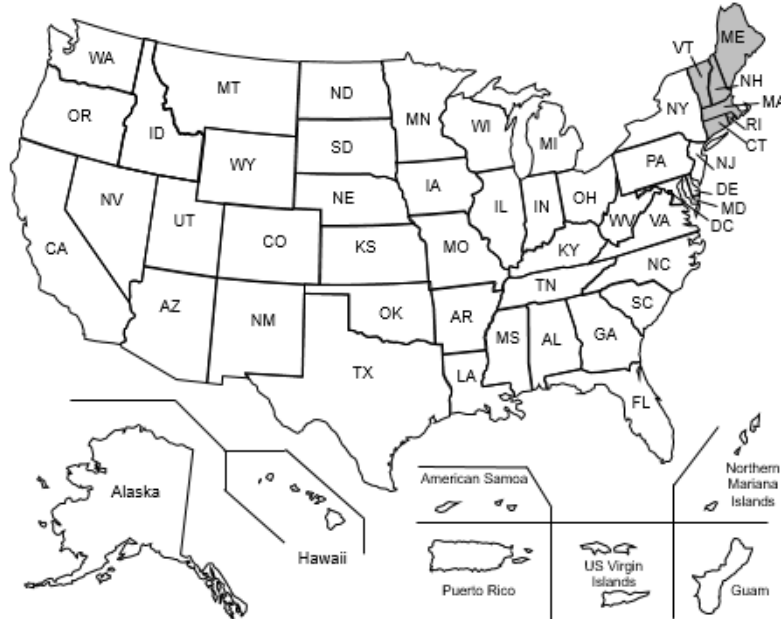 WA
MT
ND
MN
VT
ME
NH
MA
RI
CT
NY
OR
ID
WY
SD
WI
MI
PA
NJ
DE
MD
DC
NV
UT
CO
NE
IA
IL
IN
OH
WV
VA
CA
KS
MO
KY
NC
AZ
NM
OK
AR
TN
SC
TX
LA
MS
AL
GA
FL
Alaska
Hawaii
American Samoa
Northern
Mariana
Islands
Puerto Rico
US Virgin
Islands
Guam